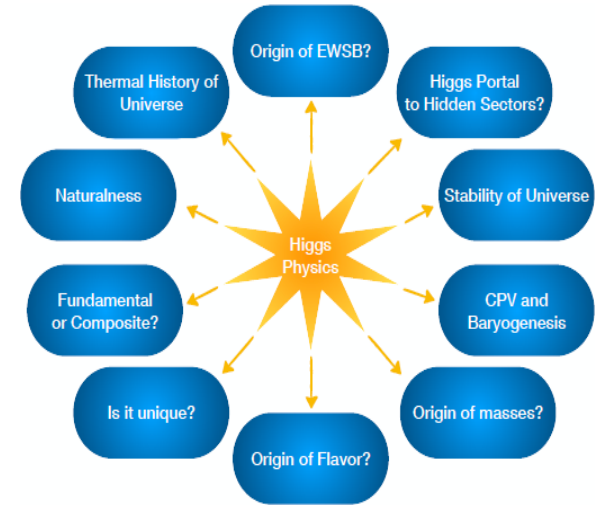 Origin of EWSB?
Thermal History of
Universe
Higgs Portal
to Hidden Sectors?
Naturalness
Stability of Universe
Higgs
Physics
Fundamental
or Composite?
CPV and
Baryogenesis
Is it unique?
Origin of masses?
Origin of Flavor?